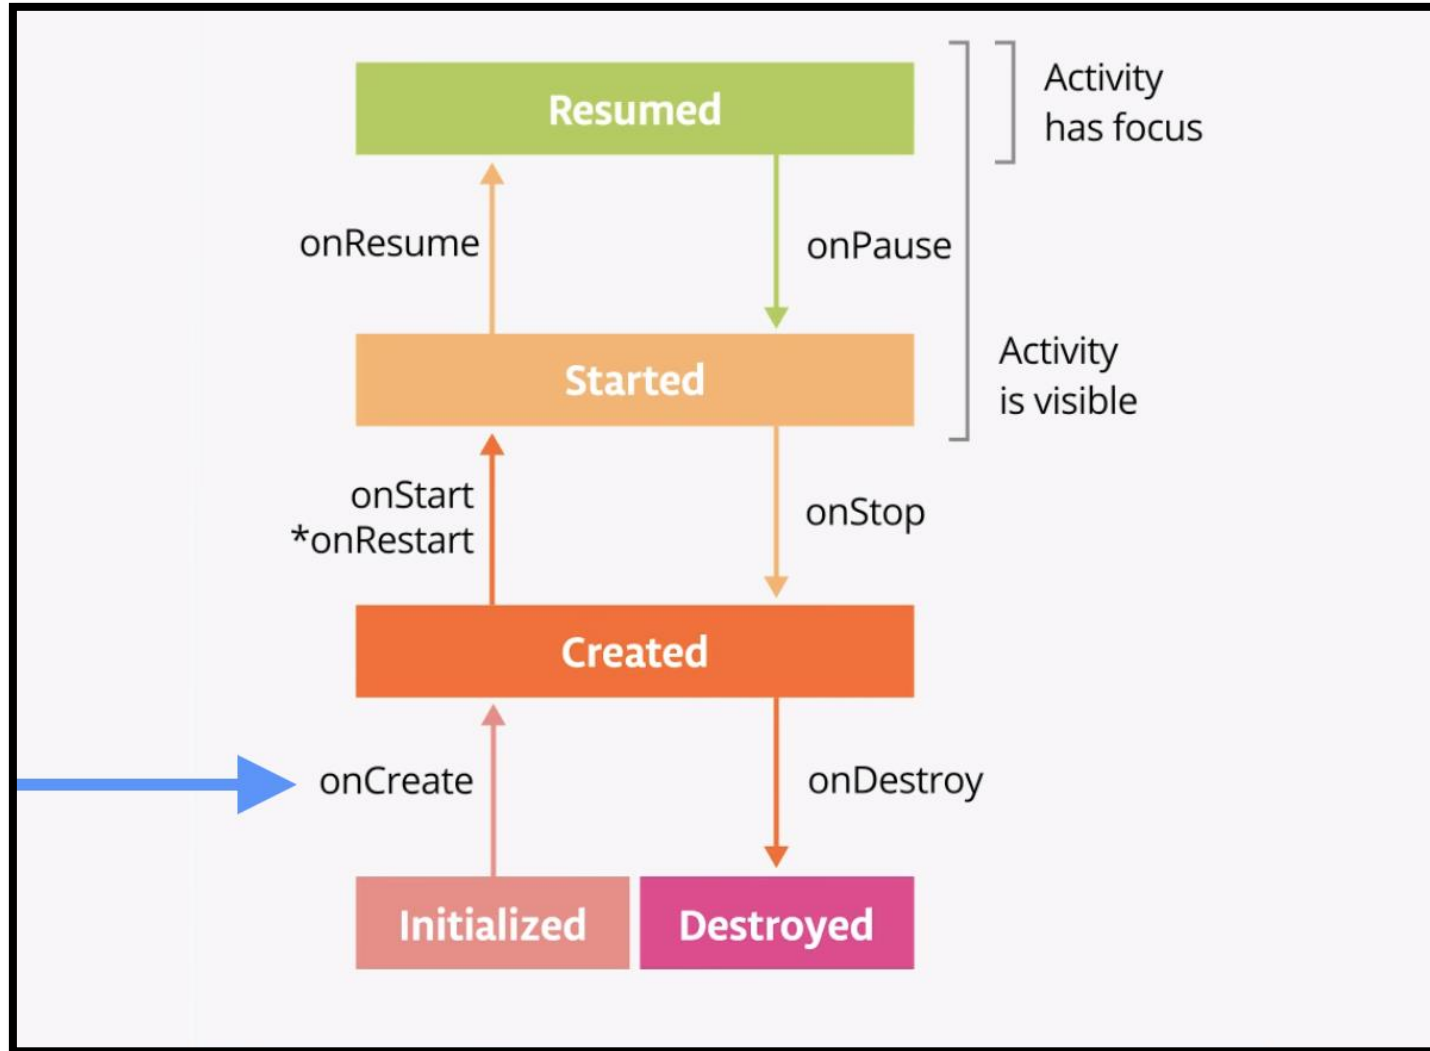 Resumed
Activity
has focus
onResume
onPause
Started
Activity
is visible
onStart
*onRestart
onStop
Created
onCreate
onDestroy
Initialized
Destroyed